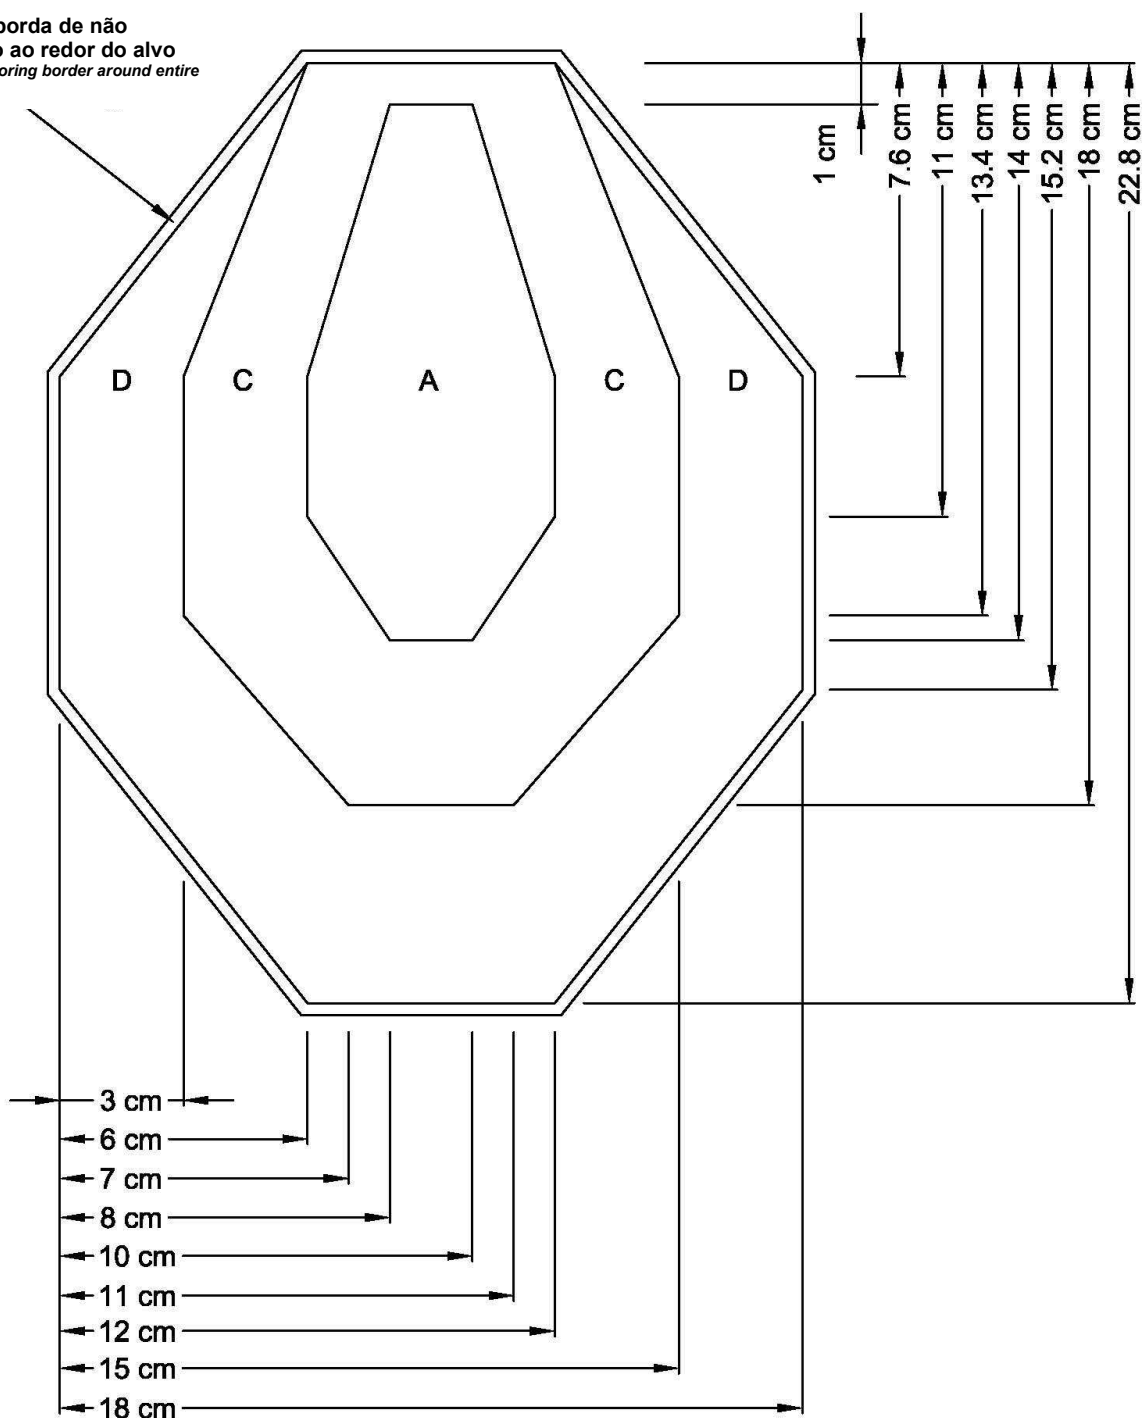 borda de não
ao redor do alvo
oring border around entire
1 cm
7.6 cm
11 cm
13.4 cm
14 cm
15.2 cm
18 cm
22.8 cm
D
C
A
C
D
3 cm
6 cm
7 cm
8 cm
10 cm
11 cm
12 cm
15 cm
18 cm